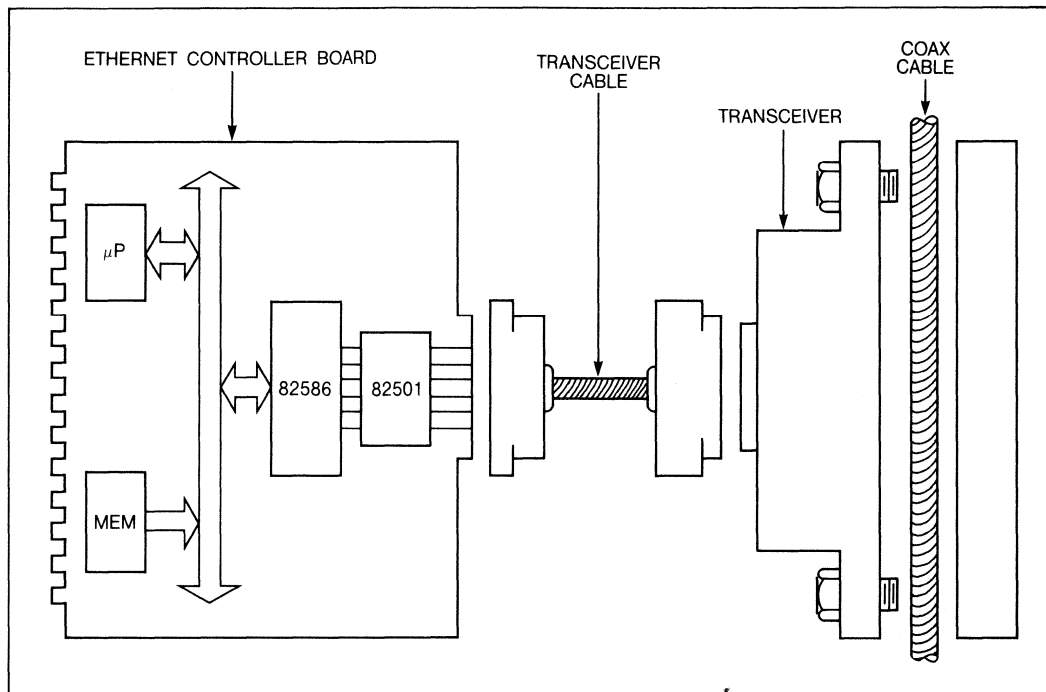 ETHERNET CONTROLLER BOARD
TRANSCEIVER
CABLE
COAX
CABLE
TRANSCEIVER
μP
82586
82501
MEM